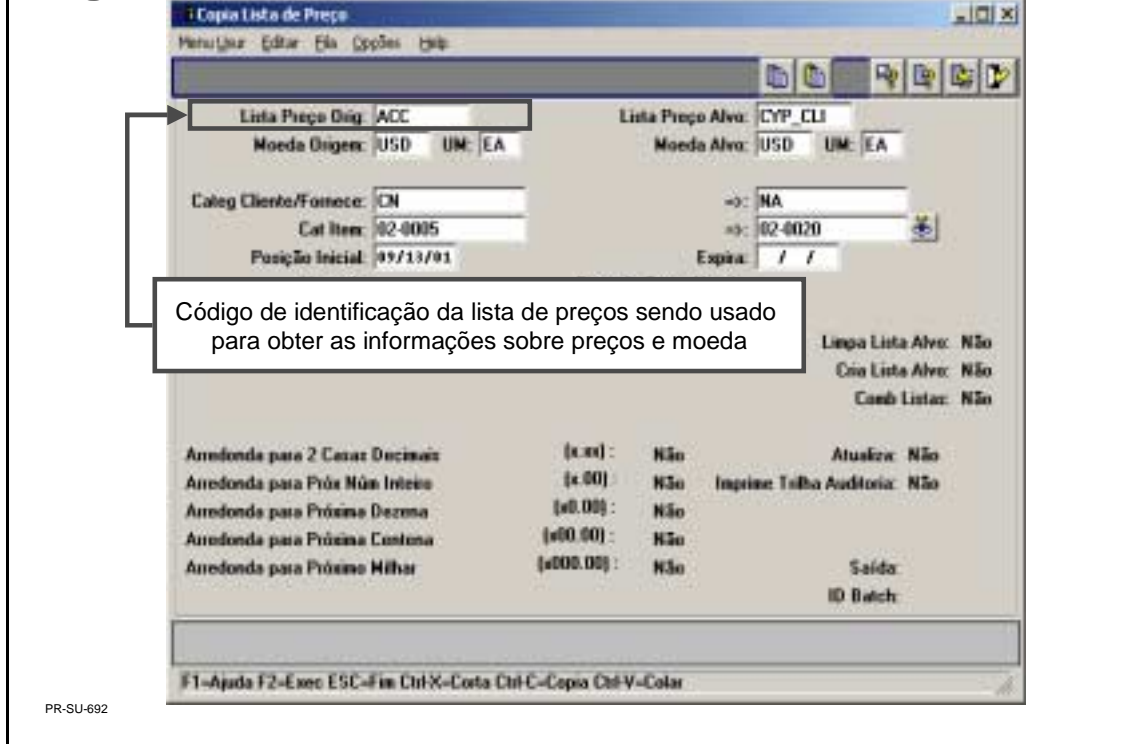 Copia Lista de Preço
Menu Usur Editar Fila Opções Help
Lista Preço Orig: ACC Lista Preço Alvo: CYP_CLI
Moeda Origem: USD UM: EA Moeda Alvo: USD UM: EA
Categ Cliente/Fornece: CN =>: NA
Cat Item: 02-0005 =>: 02-0020
Posição Inicial: 09/13/01 Expira: / /
Código de identificação da lista de preços sendo usado
para obter as informações sobre preços e moeda
Limpa Lista Alvo: Não
Cria Lista Alvo: Não
Comb Listas: Não
Arredonda para 2 Casas Decimais (x.xx) : Não Atualiza: Não
Arredonda para Próx Núm Inteiro (x.00) : Não Imprime Trilha Auditoria: Não
Arredonda para Próxima Dezena (x0.00) : Não
Arredonda para Próxima Centena (x00.00) : Não
Arredonda para Próximo Milhar (x000.00) : Não Saída:
ID Batch:
F1=Ajuda F2=Exec ESC=Fim Ctrl-X=Corta Ctrl-C=Copia Ctrl-V=Colar
PR-SU-692